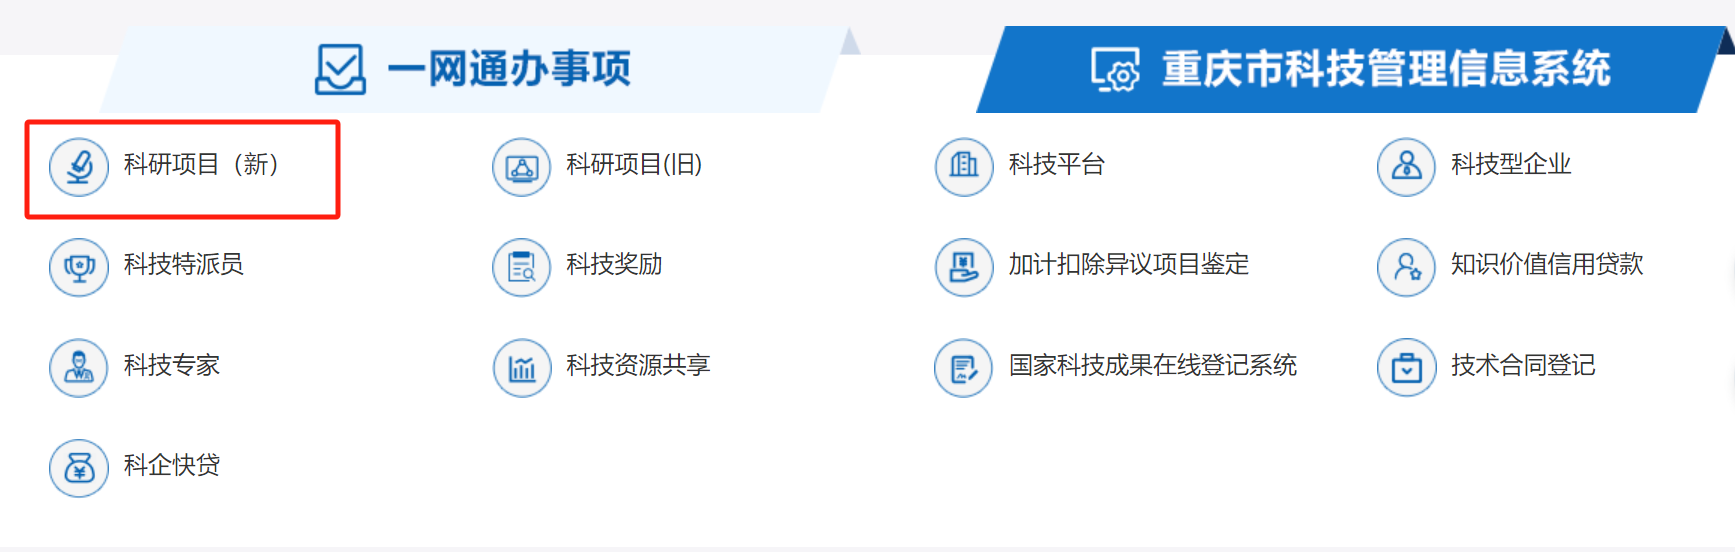 一网通办事项
重庆市科技管理信息系统
科研项目（新）
科研项目(旧)
科技平台
科技型企业
科技特派员
科技奖励
加计扣除异议项目鉴定
知识价值信用贷款
科技专家
科技资源共享
国家科技成果在线登记系统
技术合同登记
科企快贷